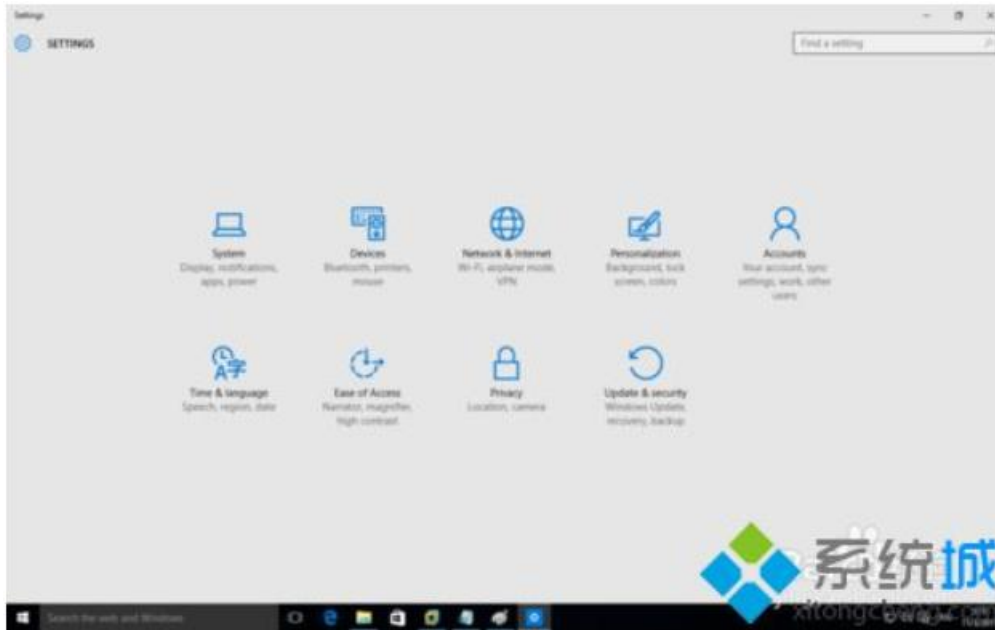 Settings
SETTINGS
Find a setting
System
Display, notifications,
apps, power
Devices
Bluetooth, printers,
mouse
Network & Internet
Wi-Fi, airplane mode,
VPN
Personalization
Background, lock
screen, colors
Accounts
Your account, sync
settings, work, other
users
Time & language
Speech, region, date
Ease of Access
Narrator, magnifier,
high contrast
Privacy
Location, camera
Update & security
Windows Update,
recovery, backup
系统城
xitongcheng.com
Search the web and Windows